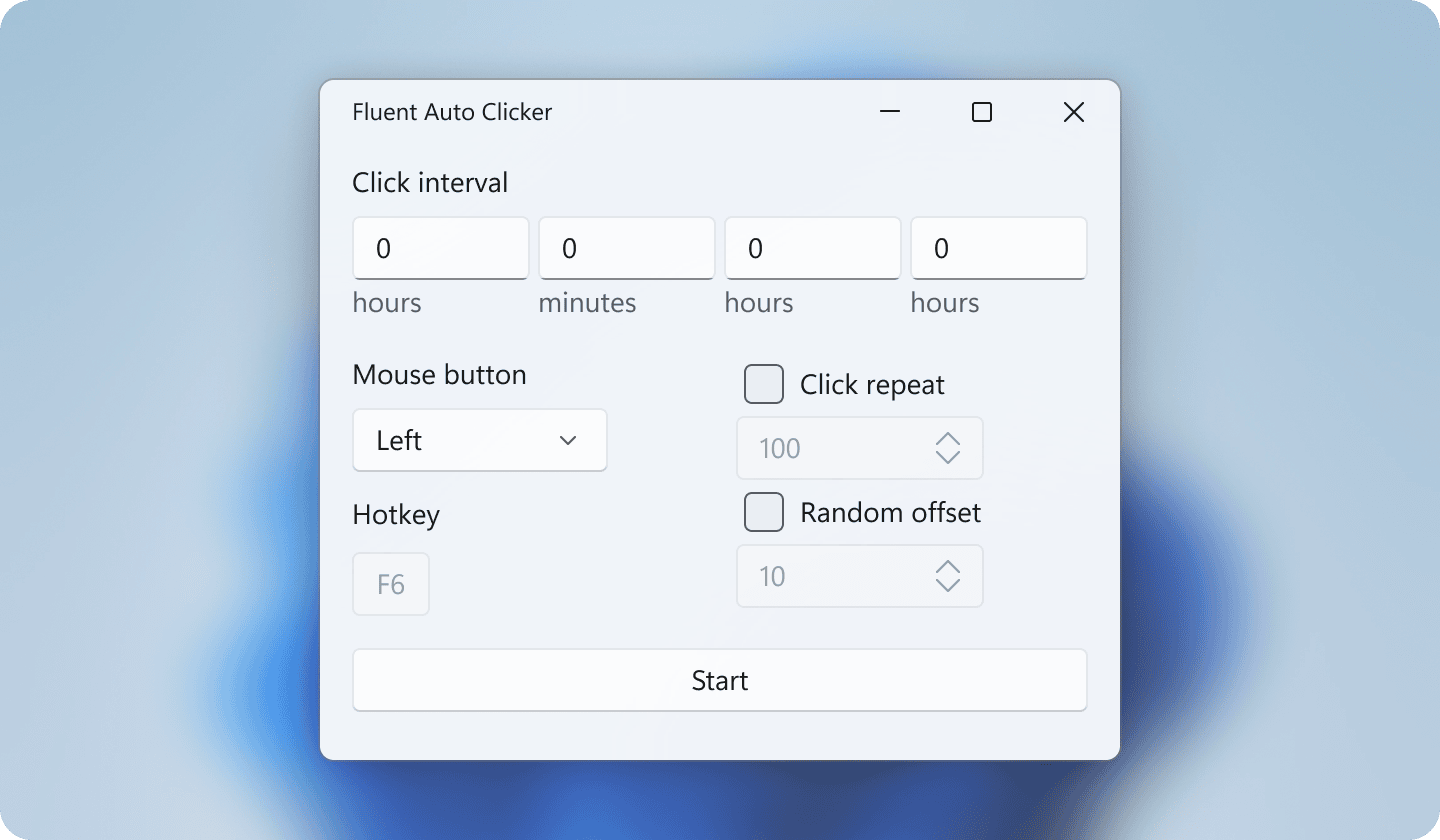 Fluent Auto Clicker
Click interval
0 0 0 0
hours minutes hours hours
Mouse button
Left
Hotkey
F6
Click repeat
100
Random offset
10
Start